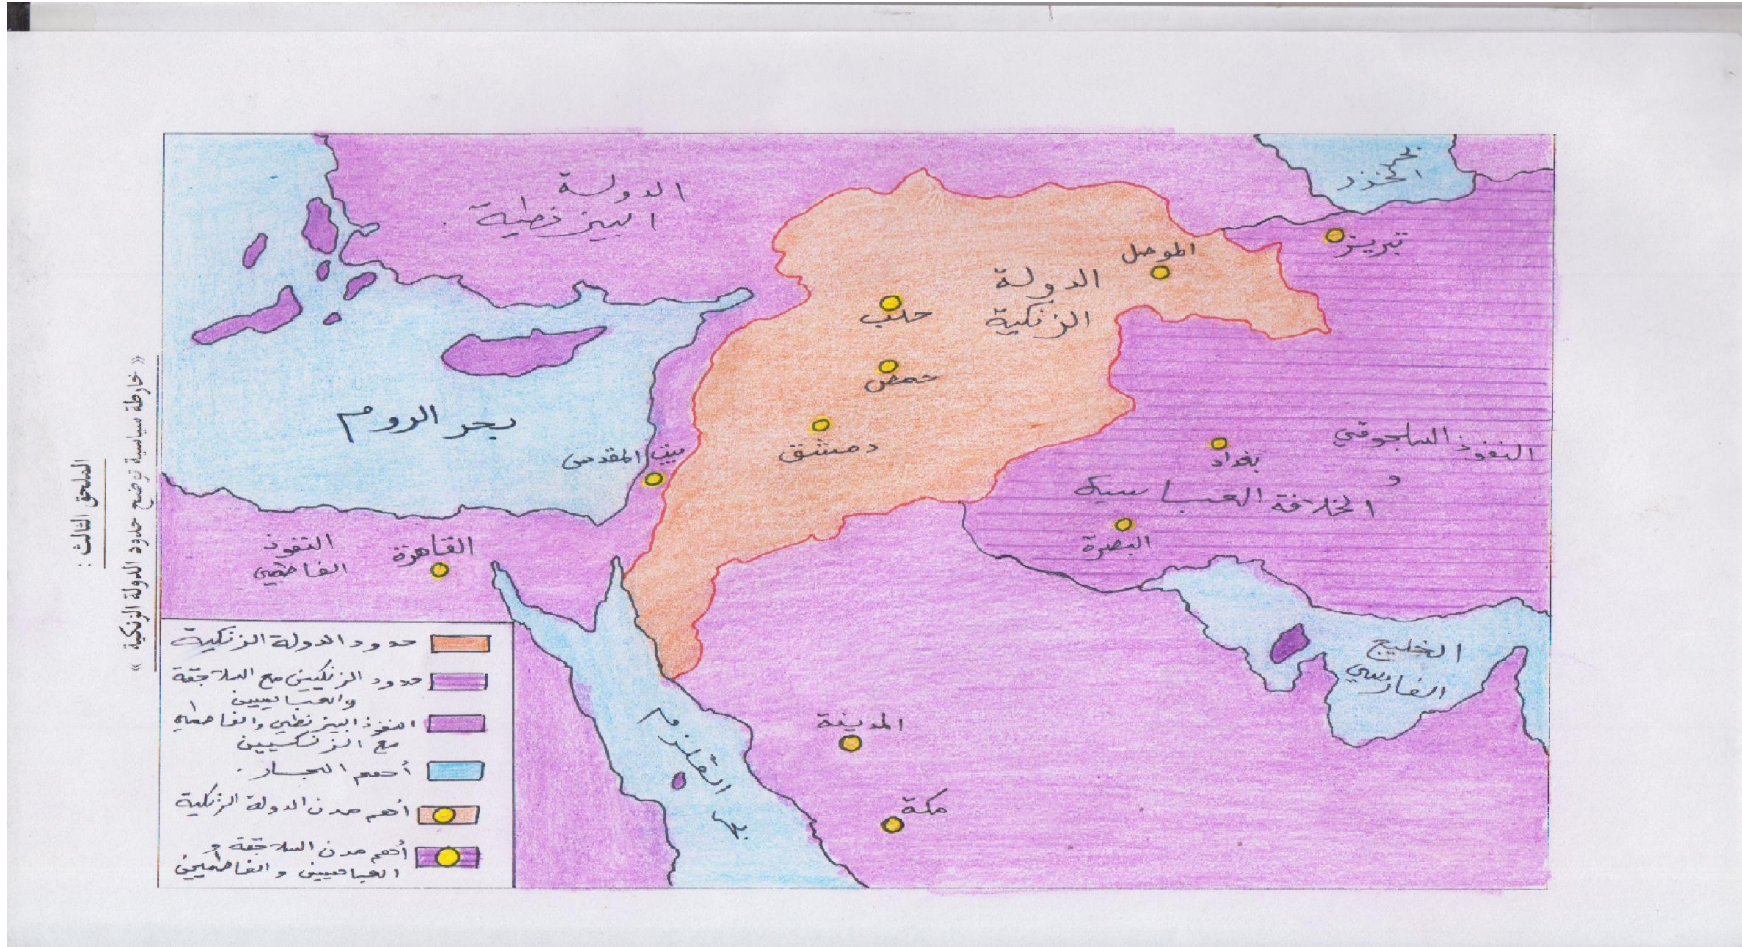 الملحق الثالث :
« خارطة سياسية توضح حدود الدولة الزنكية »
بحر
الخزر
الدولة
البيزنطية
تبريز
الموصل
الدولة
الزنكية
حلب
حمص
دمشق
بحر الروم
بيت المقدس
النفوذ السلجوقي
و
الخلافة العباسية
بغداد
البصرة
القاهرة
النفوذ
الفاطمي
الخليج
الفارسي
بحر القلزم
المدينة
مكة
حدود الدولة الزنكية
حدود الزنكيين مع السلاجقة
والعباسيين
النفوذ البيزنطي والفاطمي
مع الزنكيين
أهم البحار .
أهم مدن الدولة الزنكية
أهم مدن السلاجقة و
العباسيين والفاطميين